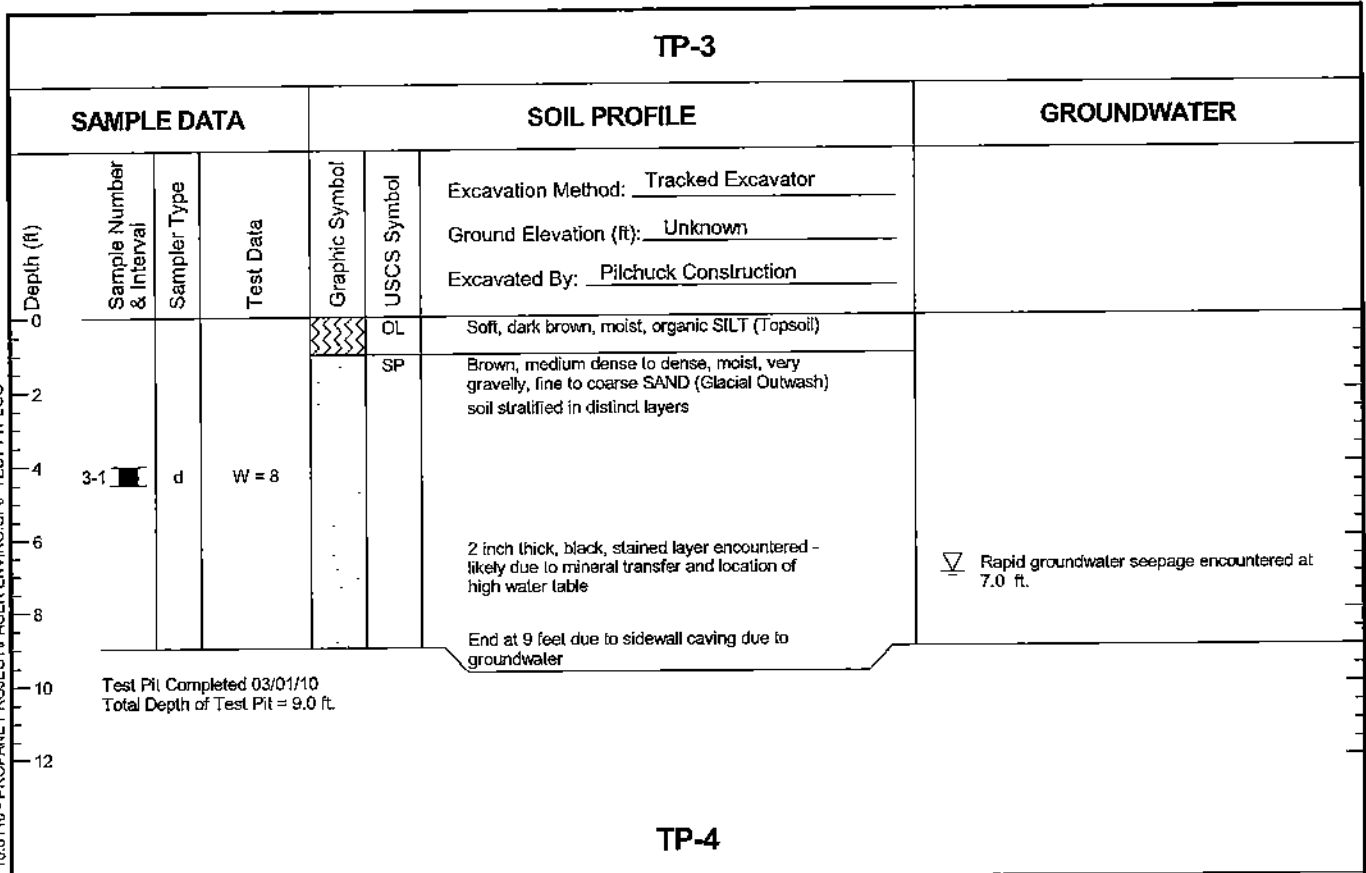 TP-3
SAMPLE DATA
SOIL PROFILE
GROUNDWATER
Depth (ft)
Sample Number
& Interval
Sampler Type
Test Data
Graphic Symbol
USCS Symbol
Excavation Method: Tracked Excavator
Ground Elevation (ft): Unknown
Excavated By: Pilchuck Construction
0
OL
Soft, dark brown, moist, organic SILT (Topsoil)
SP
Brown, medium dense to dense, moist, very
gravelly, fine to coarse SAND (Glacial Outwash)
2
soil stratified in distinct layers
4
3-1
d
W = 8
6
2 inch thick, black, stained layer encountered -
likely due to mineral transfer and location of
high water table
Rapid groundwater seepage encountered at
7.0 ft.
8
End at 9 feet due to sidewall caving due to
groundwater
10
Test Pit Completed 03/01/10
Total Depth of Test Pit = 9.0 ft.
12
TP-4